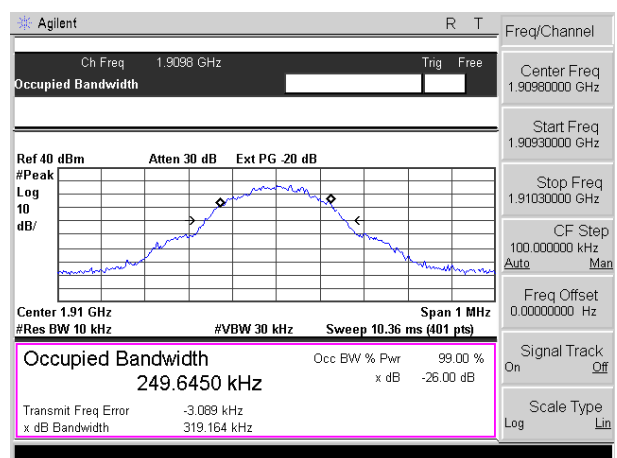 Agilent R T
Ch Freq 1.9098 GHz Trig Free
Occupied Bandwidth
Ref 40 dBm Atten 30 dB Ext PG -20 dB
#Peak
Log
10
dB/
Center 1.91 GHz Span 1 MHz
#Res BW 10 kHz #VBW 30 kHz Sweep 10.36 ms (401 pts)
Occupied Bandwidth Occ BW % Pwr 99.00 %
249.6450 kHz x dB -26.00 dB
Transmit Freq Error -3.089 kHz
x dB Bandwidth 319.164 kHz
Freq/Channel
Center Freq
1.90980000 GHz
Start Freq
1.90930000 GHz
Stop Freq
1.91030000 GHz
CF Step
100.000000 kHz
Auto Man
Freq Offset
0.00000000 Hz
Signal Track
On Off
Scale Type
Log Lin